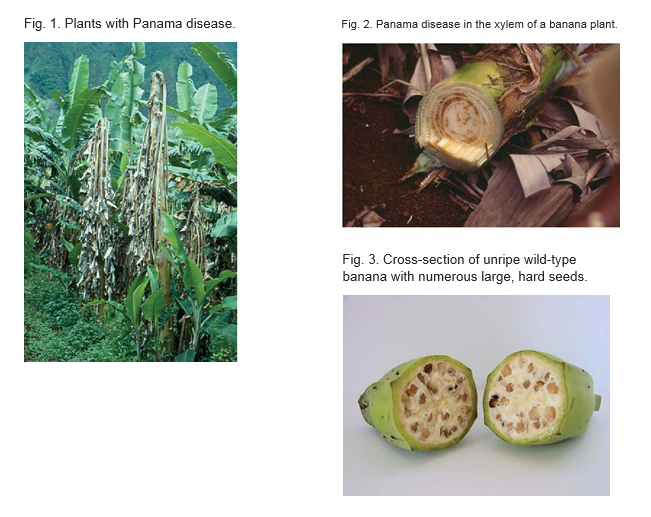 Fig. 1. Plants with Panama disease.
Fig. 2. Panama disease in the xylem of a banana plant.
Fig. 3. Cross-section of unripe wild-type
banana with numerous large, hard seeds.